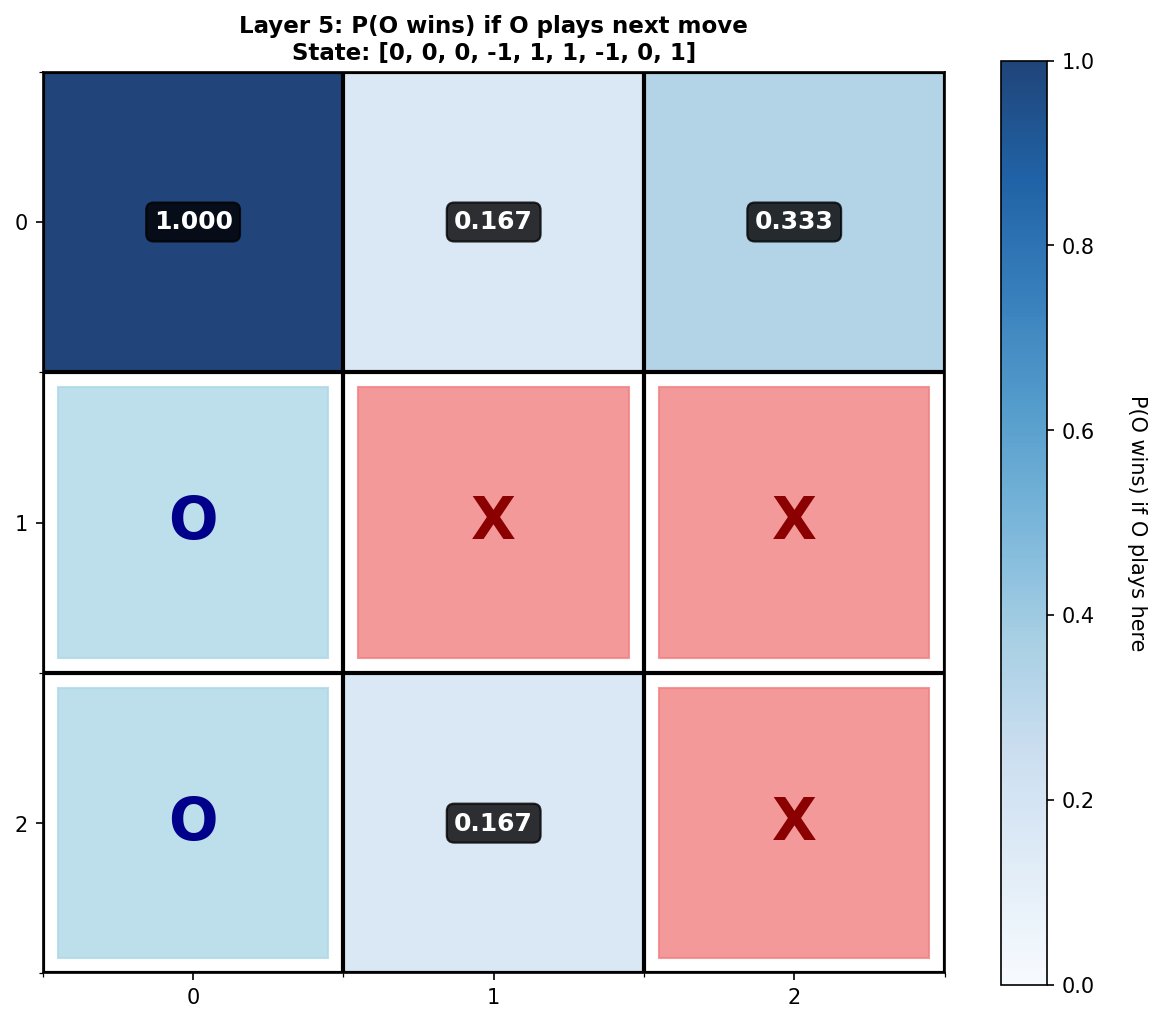 Layer 5: P(O wins) if O plays next move
State: [0, 0, 0, -1, 1, 1, -1, 0, 1]
0
1.000
0.167
0.333
1
O
X
X
2
O
0.167
X
0
1
2
1.0
0.8
0.6
0.4
0.2
0.0
P(O wins) if O plays here